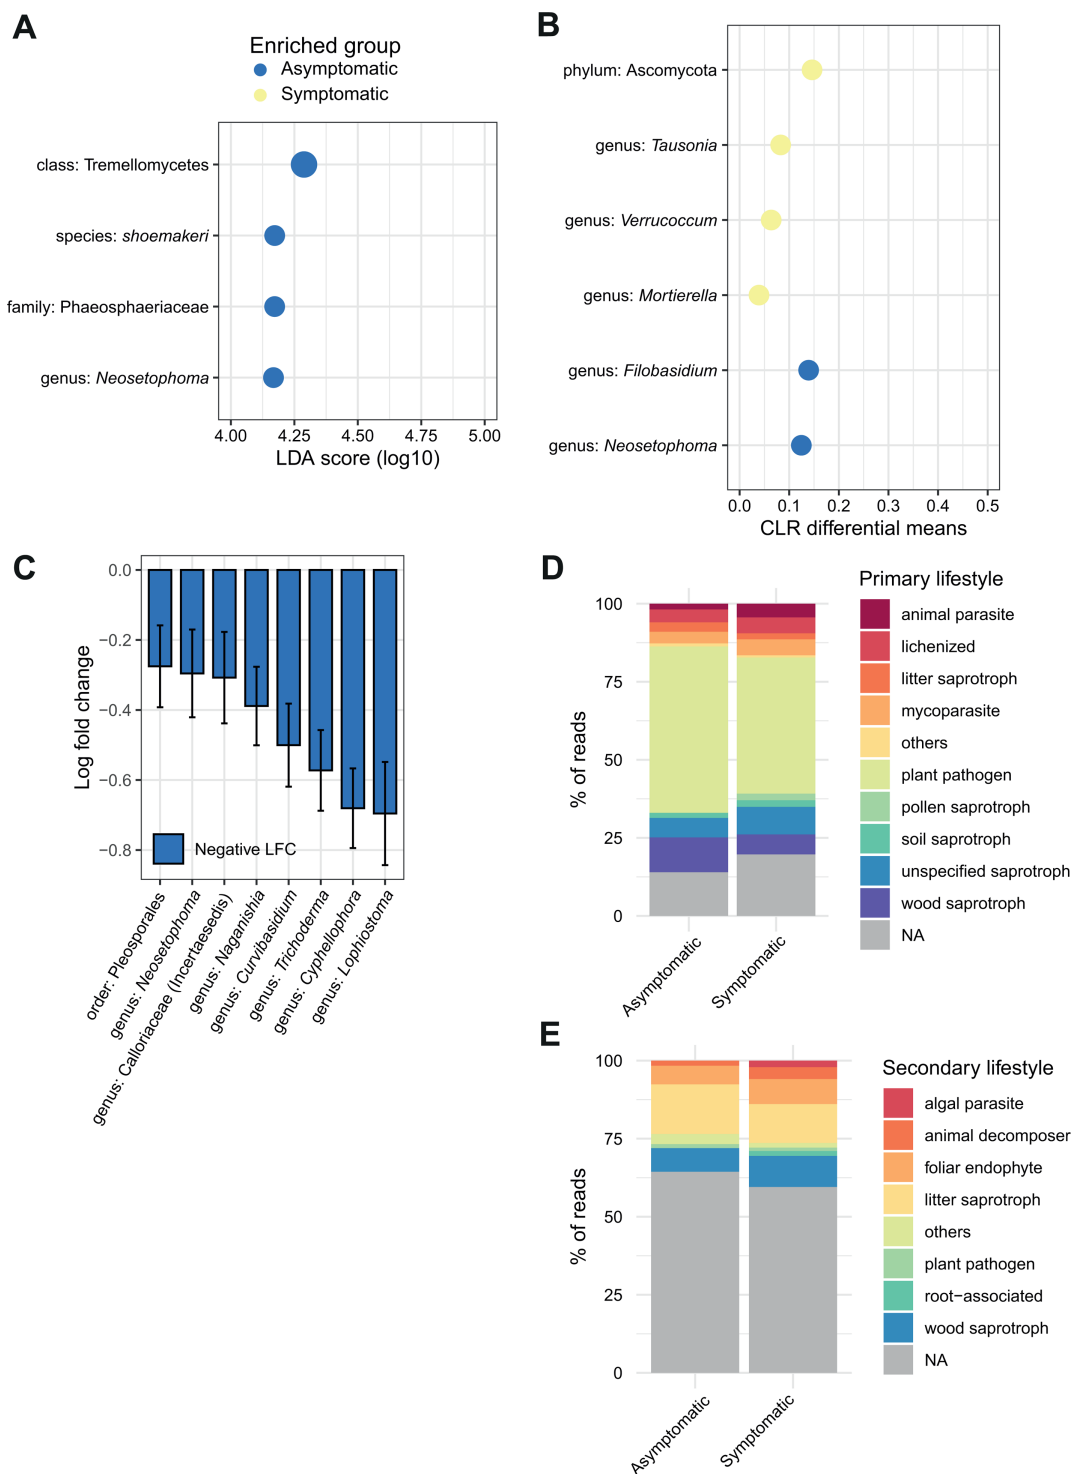 A
Enriched group
Asymptomatic
Symptomatic
class: Tremellomycetes
species: shoemakeri
family: Phaeosphaeriaceae
genus: Neosetophoma
4.00 4.25 4.50 4.75 5.00
LDA score (log10)
B
phylum: Ascomycota
genus: Tausonia
genus: Verrucoccum
genus: Mortierella
genus: Filobasidium
genus: Neosetophoma
0.0 0.1 0.2 0.3 0.4 0.5
CLR differential means
C
Log fold change
0.0
−0.2
−0.4
−0.6
−0.8
Negative LFC
order: Pleosporales
genus: Neosetophoma
genus: Calloriaceae (Incertaesedis)
genus: Naganishia
genus: Curvibasidium
genus: Trichoderma
genus: Cyphellophora
genus: Lophiostoma
D
% of reads
100
75
50
25
0
Asymptomatic
Symptomatic
Primary lifestyle
animal parasite
lichenized
litter saprotroph
mycoparasite
others
plant pathogen
pollen saprotroph
soil saprotroph
unspecified saprotroph
wood saprotroph
NA
E
% of reads
100
75
50
25
0
Asymptomatic
Symptomatic
Secondary lifestyle
algal parasite
animal decomposer
foliar endophyte
litter saprotroph
others
plant pathogen
root−associated
wood saprotroph
NA